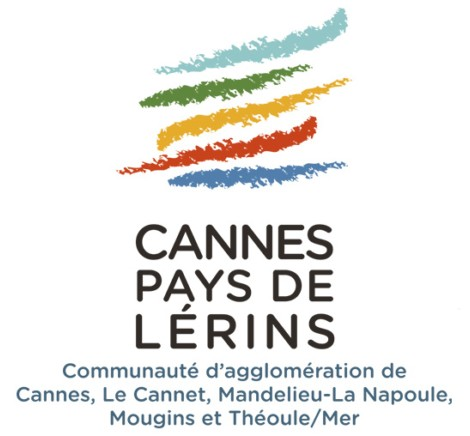 CANNES
PAYS DE
LÉRINS
Communauté d'agglomération de
Cannes, Le Cannet, Mandelieu-La Napoule,
Mougins et Théoule/Mer